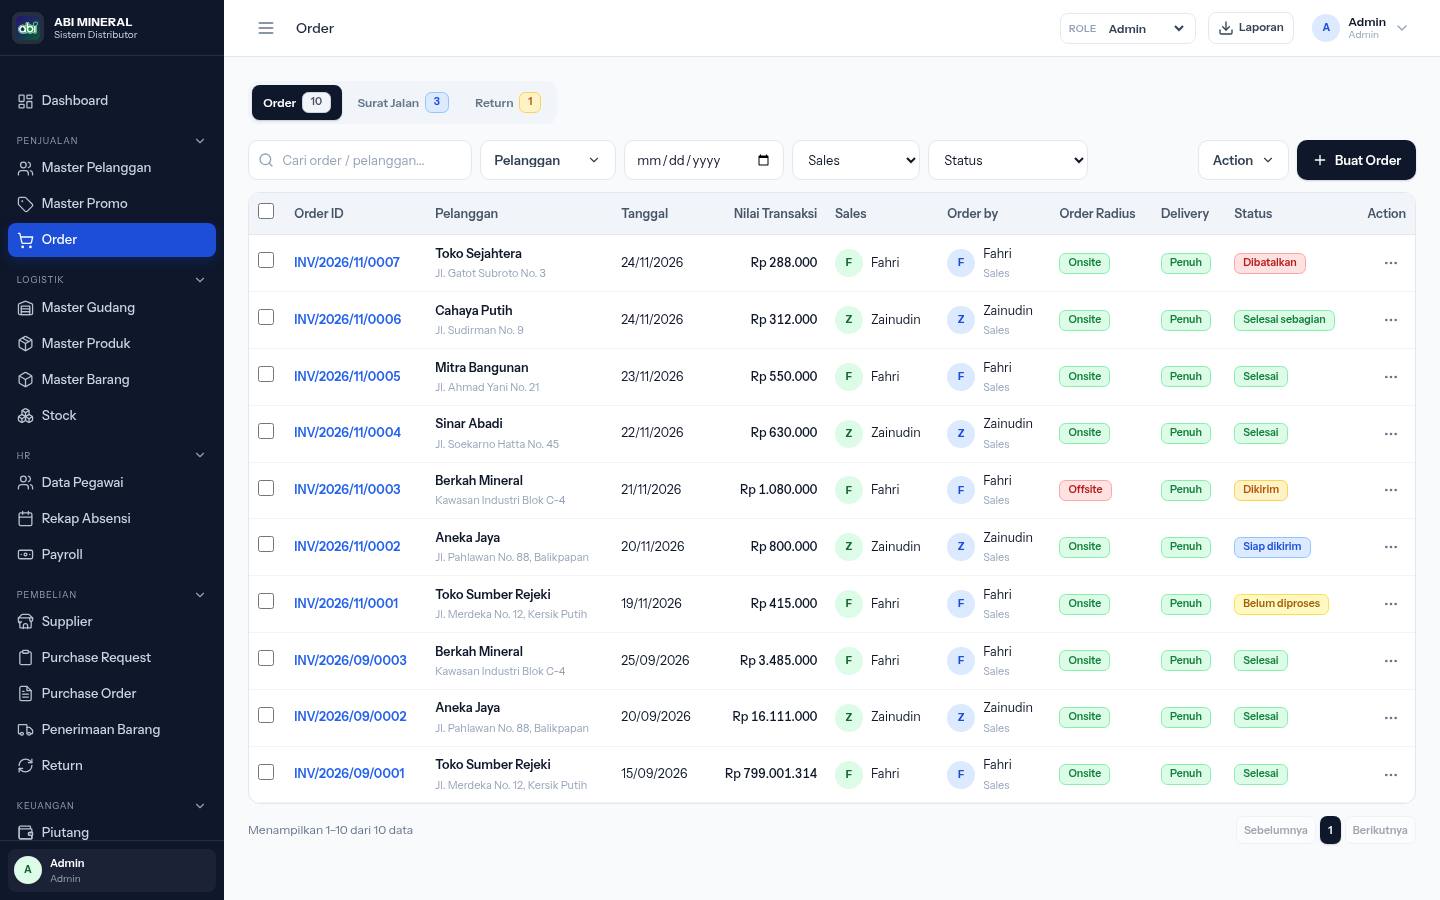 abi
ABI MINERAL
Sistem Distributor
Dashboard
PENJUALAN
Master Pelanggan
Master Promo
Order
LOGISTIK
Master Gudang
Master Produk
Master Barang
Stock
HR
Data Pegawai
Rekap Absensi
Payroll
PEMBELIAN
Supplier
Purchase Request
Purchase Order
Penerimaan Barang
Return
KEUANGAN
Piutang
A Admin
Admin
Order
ROLE Admin
Laporan
A Admin
Admin
Order 10 Surat Jalan 3 Return 1
Cari order / pelanggan... Pelanggan mm/dd/yyyy Sales Status Action + Buat Order
Order ID Pelanggan Tanggal Nilai Transaksi Sales Order by Order Radius Delivery Status Action
INV/2026/11/0007 Toko Sejahtera 24/11/2026 Rp 288.000 F Fahri F Fahri Onsite Penuh Dibatalkan ...
Jl. Gatot Subroto No. 3 Sales
INV/2026/11/0006 Cahaya Putih 24/11/2026 Rp 312.000 Z Zainudin Z Zainudin Onsite Penuh Selesai sebagian ...
Jl. Sudirman No. 9 Sales
INV/2026/11/0005 Mitra Bangunan 23/11/2026 Rp 550.000 F Fahri F Fahri Onsite Penuh Selesai ...
Jl. Ahmad Yani No. 21 Sales
INV/2026/11/0004 Sinar Abadi 22/11/2026 Rp 630.000 Z Zainudin Z Zainudin Onsite Penuh Selesai ...
Jl. Soekarno Hatta No. 45 Sales
INV/2026/11/0003 Berkah Mineral 21/11/2026 Rp 1.080.000 F Fahri F Fahri Offsite Penuh Dikirim ...
Kawasan Industri Blok C-4 Sales
INV/2026/11/0002 Aneka Jaya 20/11/2026 Rp 800.000 Z Zainudin Z Zainudin Onsite Penuh Siap dikirim ...
Jl. Pahlawan No. 88, Balikpapan Sales
INV/2026/11/0001 Toko Sumber Rejeki 19/11/2026 Rp 415.000 F Fahri F Fahri Onsite Penuh Belum diproses ...
Jl. Merdeka No. 12, Kersik Putih Sales
INV/2026/09/0003 Berkah Mineral 25/09/2026 Rp 3.485.000 F Fahri F Fahri Onsite Penuh Selesai ...
Kawasan Industri Blok C-4 Sales
INV/2026/09/0002 Aneka Jaya 20/09/2026 Rp 16.111.000 Z Zainudin Z Zainudin Onsite Penuh Selesai ...
Jl. Pahlawan No. 88, Balikpapan Sales
INV/2026/09/0001 Toko Sumber Rejeki 15/09/2026 Rp 799.001.314 F Fahri F Fahri Onsite Penuh Selesai ...
Jl. Merdeka No. 12, Kersik Putih Sales
Menampilkan 1–10 dari 10 data Sebelumnya 1 Berikutnya